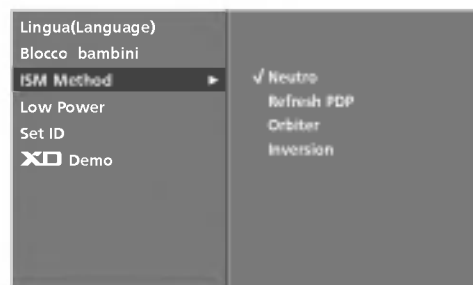 Lingua(Language)
Blocco bambini
ISM Method ►
Low Power
Set ID
XD Demo
√ Neutro
Refresh PDP
Orbiter
Inversion